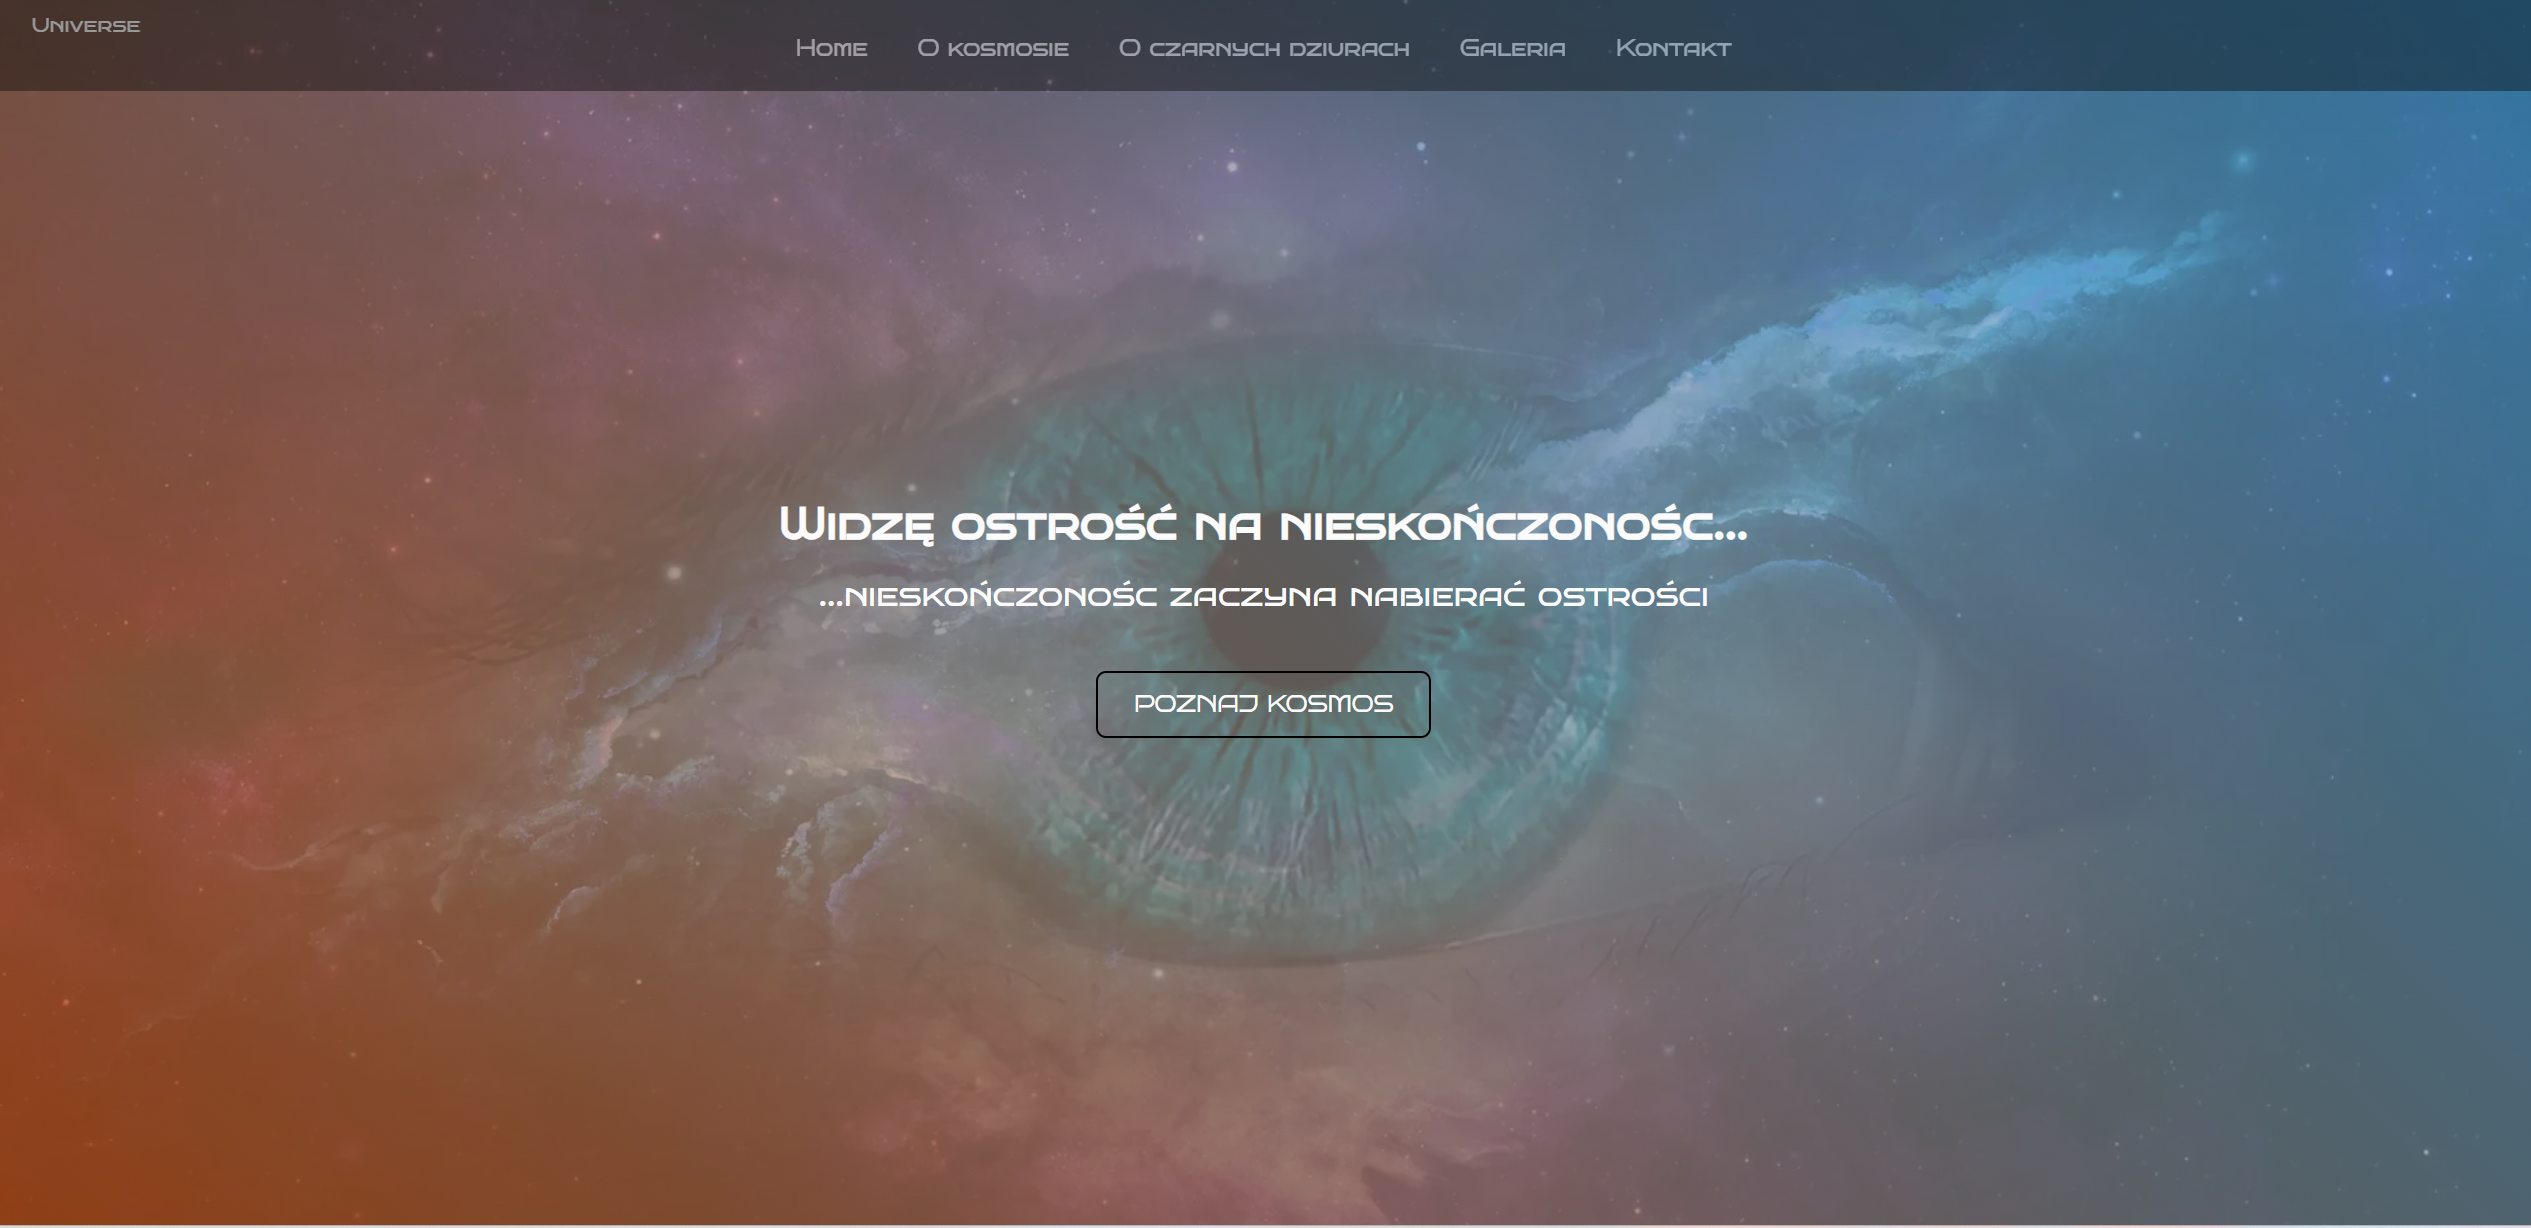 Universe
Home O kosmosie O czarnych dziurach Galeria Kontakt
Widzę ostrość na nieskończonośc...
...nieskończonośc zaczyna nabierać ostrości
POZNAJ KOSMOS